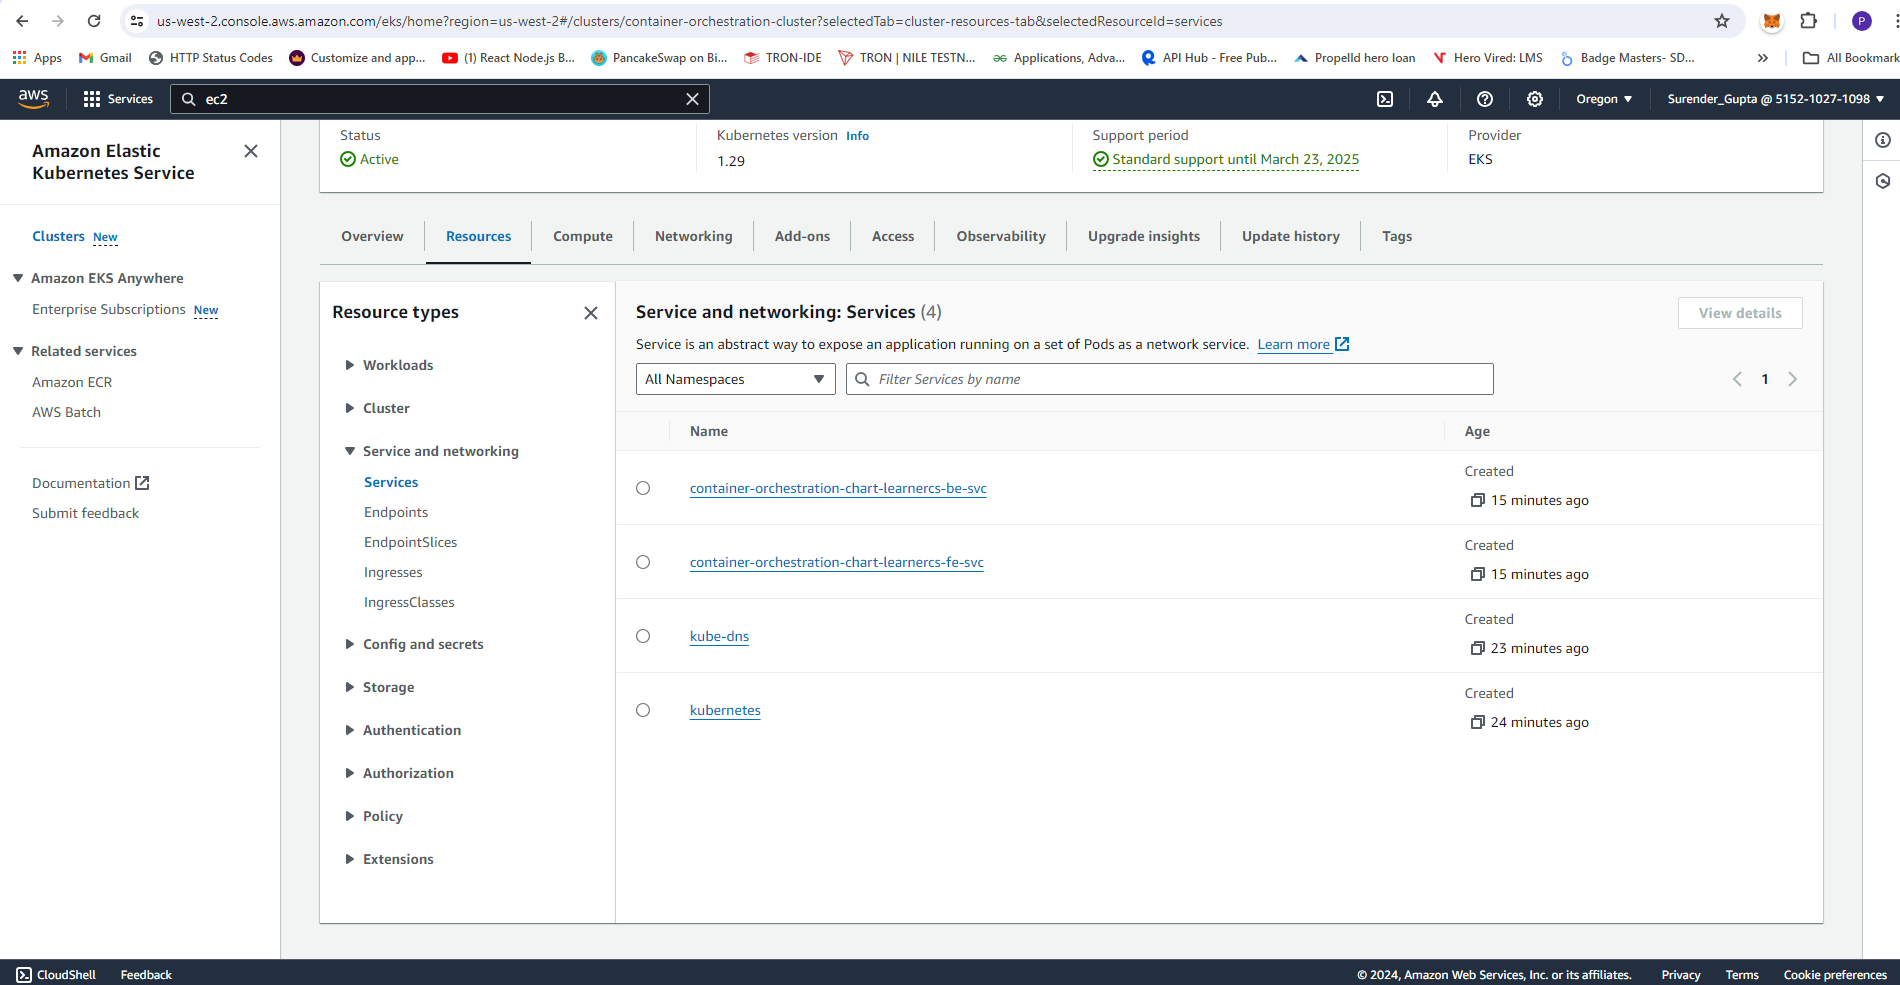 us-west-2.console.aws.amazon.com/eks/home?region=us-west-2#/clusters/container-orchestration-cluster?selectedTab=cluster-resources-tab&selectedResourceId=services
P
Apps Gmail HTTP Status Codes Customize and app... (1) React Node.js B... PancakeSwap on Bi... TRON-IDE TRON | NILE TESTN... Applications, Adva... API Hub - Free Pub... Propelld hero loan Hero Vired: LMS Badge Masters- SD... » All Bookmark
aws Services ec2 Oregon Surender_Gupta @ 5152-1027-1098
Amazon Elastic
Kubernetes Service
Clusters New
Amazon EKS Anywhere
Enterprise Subscriptions New
Related services
Amazon ECR
AWS Batch
Documentation
Submit feedback
Status
Active
Kubernetes version Info
1.29
Support period
Standard support until March 23, 2025
Provider
EKS
Overview Resources Compute Networking Add-ons Access Observability Upgrade insights Update history Tags
Resource types
Workloads
Cluster
Service and networking
Services
Endpoints
EndpointSlices
Ingresses
IngressClasses
Config and secrets
Storage
Authentication
Authorization
Policy
Extensions
Service and networking: Services (4)
View details
Service is an abstract way to expose an application running on a set of Pods as a network service. Learn more
All Namespaces Filter Services by name 1
Name Age
container-orchestration-chart-learnercs-be-svc
Created
15 minutes ago
container-orchestration-chart-learnercs-fe-svc
Created
15 minutes ago
kube-dns
Created
23 minutes ago
kubernetes
Created
24 minutes ago
CloudShell Feedback © 2024, Amazon Web Services, Inc. or its affiliates. Privacy Terms Cookie preferences